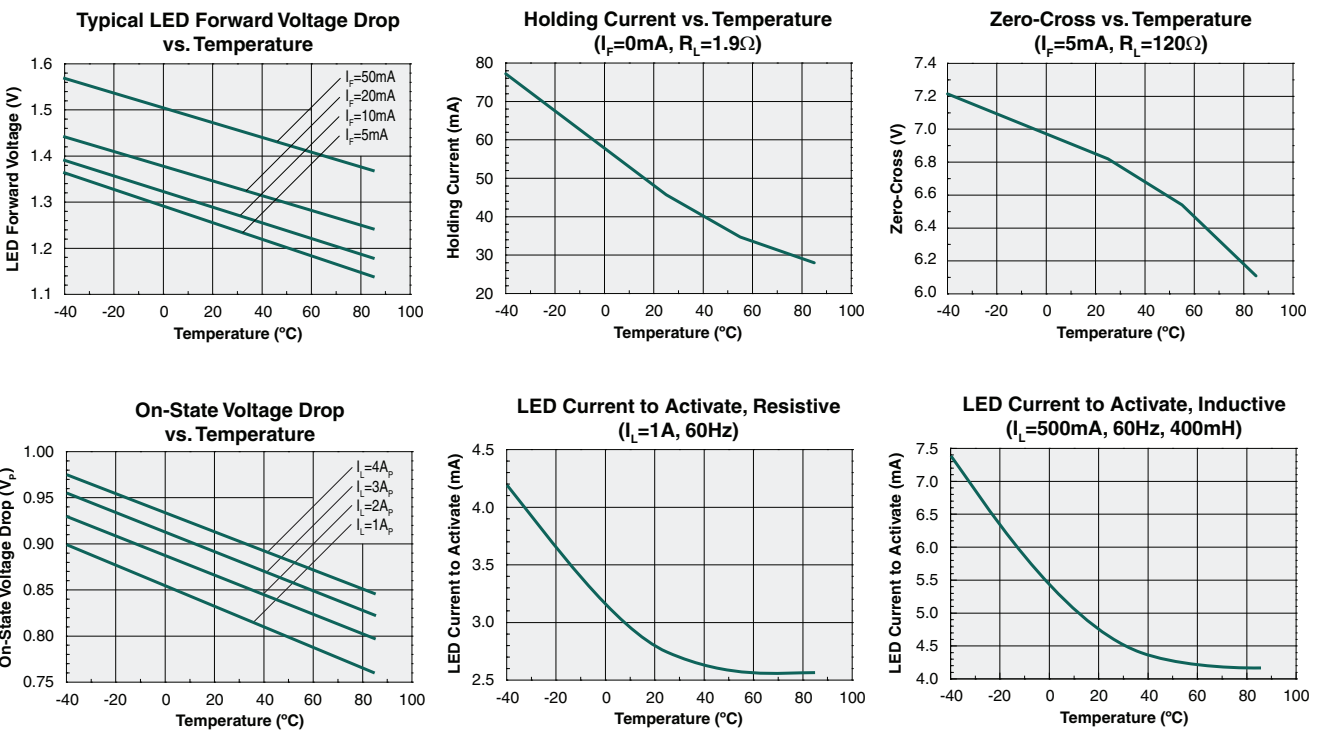 Typical LED Forward Voltage Drop
vs. Temperature
LED Forward Voltage (V)
1.6
1.5
1.4
1.3
1.2
1.1
I_F=50mA
I_F=20mA
I_F=10mA
I_F=5mA
-40 -20 0 20 40 60 80 100
Temperature (ºC)
Holding Current vs. Temperature
(I_F=0mA, R_L=1.9Ω)
Holding Current (mA)
80
70
60
50
40
30
20
-40 -20 0 20 40 60 80 100
Temperature (ºC)
Zero-Cross vs. Temperature
(I_F=5mA, R_L=120Ω)
Zero-Cross (V)
7.4
7.2
7.0
6.8
6.6
6.4
6.2
6.0
-40 -20 0 20 40 60 80 100
Temperature (ºC)
On-State Voltage Drop
vs. Temperature
On-State Voltage Drop (V_P)
1.00
0.95
0.90
0.85
0.80
0.75
I_L=4A_P
I_L=3A_P
I_L=2A_P
I_L=1A_P
-40 -20 0 20 40 60 80 100
Temperature (ºC)
LED Current to Activate, Resistive
(I_L=1A, 60Hz)
LED Current to Activate (mA)
4.5
4.0
3.5
3.0
2.5
-40 -20 0 20 40 60 80 100
Temperature (ºC)
LED Current to Activate, Inductive
(I_L=500mA, 60Hz, 400mH)
LED Current to Activate (mA)
7.5
7.0
6.5
6.0
5.5
5.0
4.5
4.0
-40 -20 0 20 40 60 80 100
Temperature (ºC)